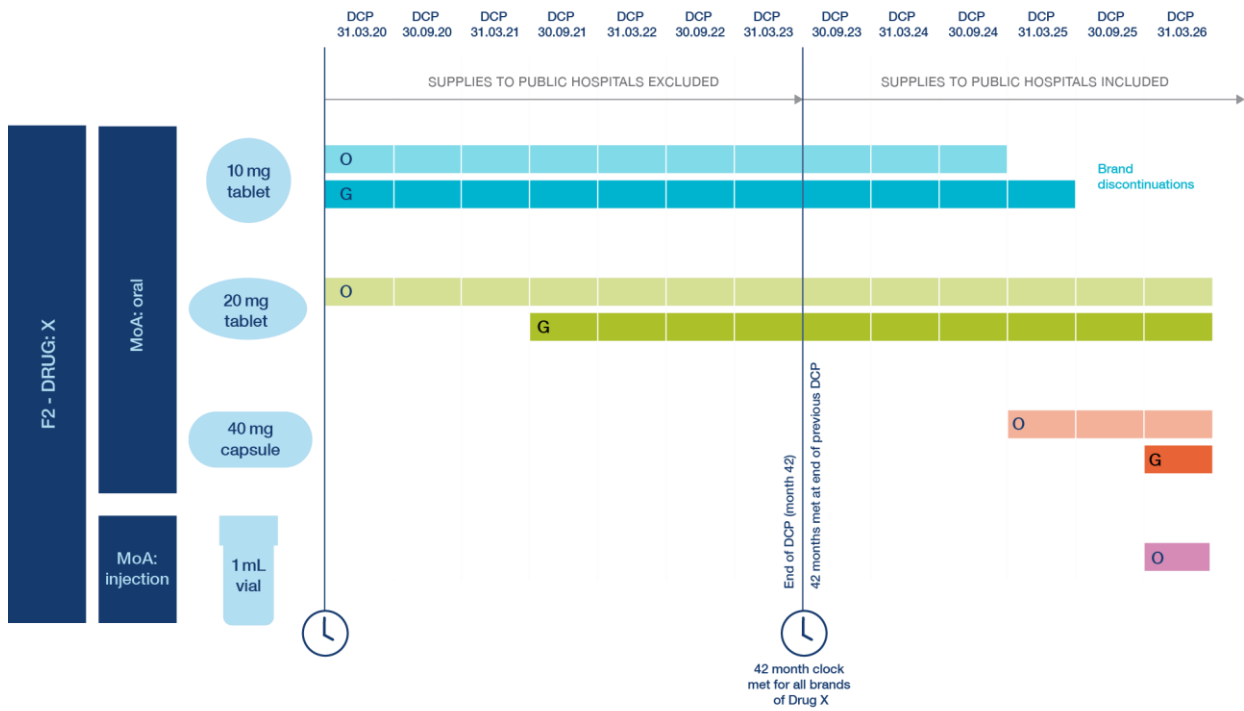 DCP DCP DCP DCP DCP DCP DCP DCP DCP DCP DCP DCP DCP
31.03.20 30.09.20 31.03.21 30.09.21 31.03.22 30.09.22 31.03.23 30.09.23 31.03.24 30.09.24 31.03.25 30.09.25 31.03.26
SUPPLIES TO PUBLIC HOSPITALS EXCLUDED
SUPPLIES TO PUBLIC HOSPITALS INCLUDED
F2 - DRUG: X
MoA: oral
10 mg
tablet
O
G
Brand
discontinuations
20 mg
tablet
O
G
40 mg
capsule
O
G
End of DCP (month 42)
42 months met at end of previous DCP
MoA:
injection
1 mL
vial
O
42 month clock
met for all brands
of Drug X